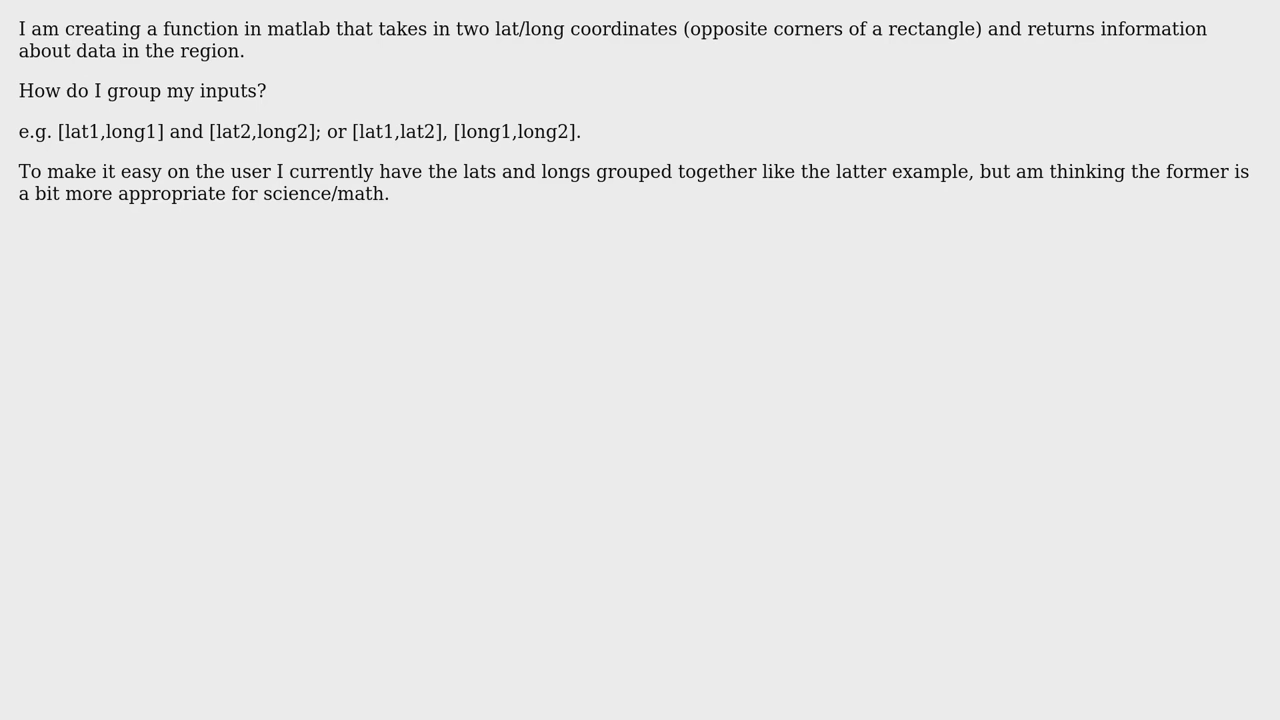 I am creating a function in matlab that takes in two lat/long coordinates (opposite corners of a rectangle) and returns information
about data in the region.
How do I group my inputs?
e.g. [lat1,long1] and [lat2,long2]; or [lat1,lat2], [long1,long2].
To make it easy on the user I currently have the lats and longs grouped together like the latter example, but am thinking the former is
a bit more appropriate for science/math.